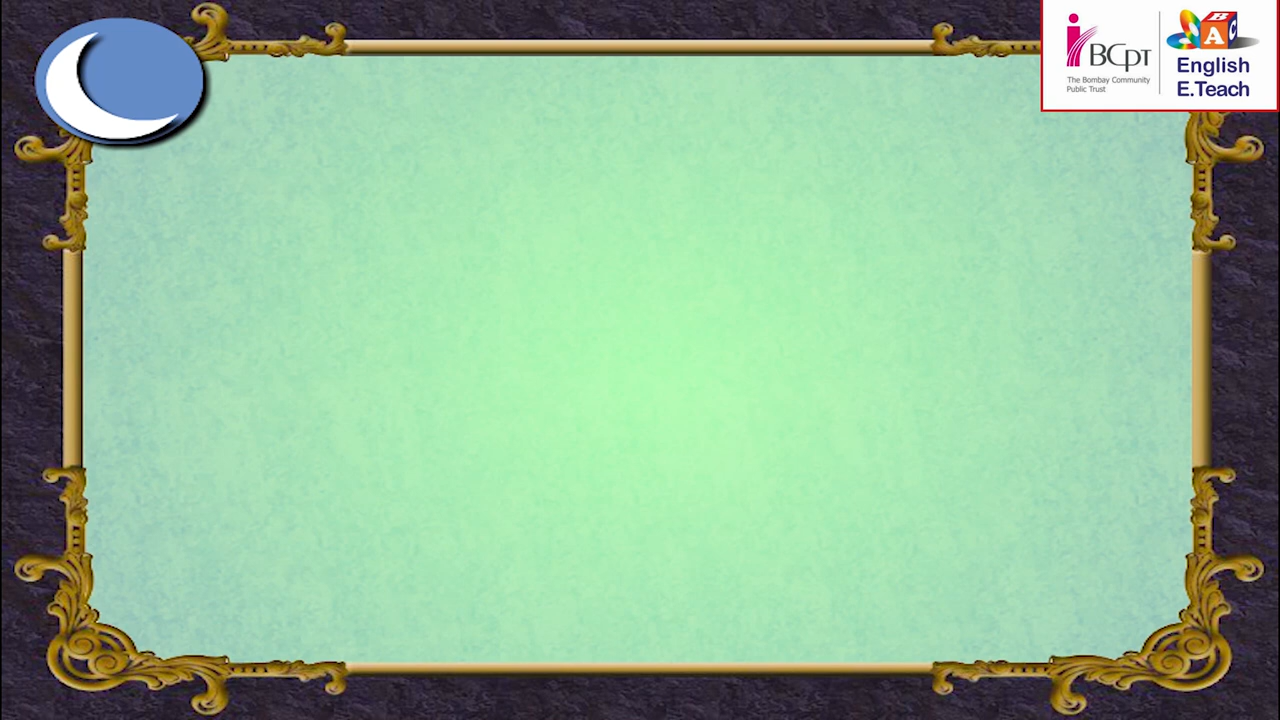 BCPT
The Bombay Community
Public Trust
B
A
C
English
E.Teach